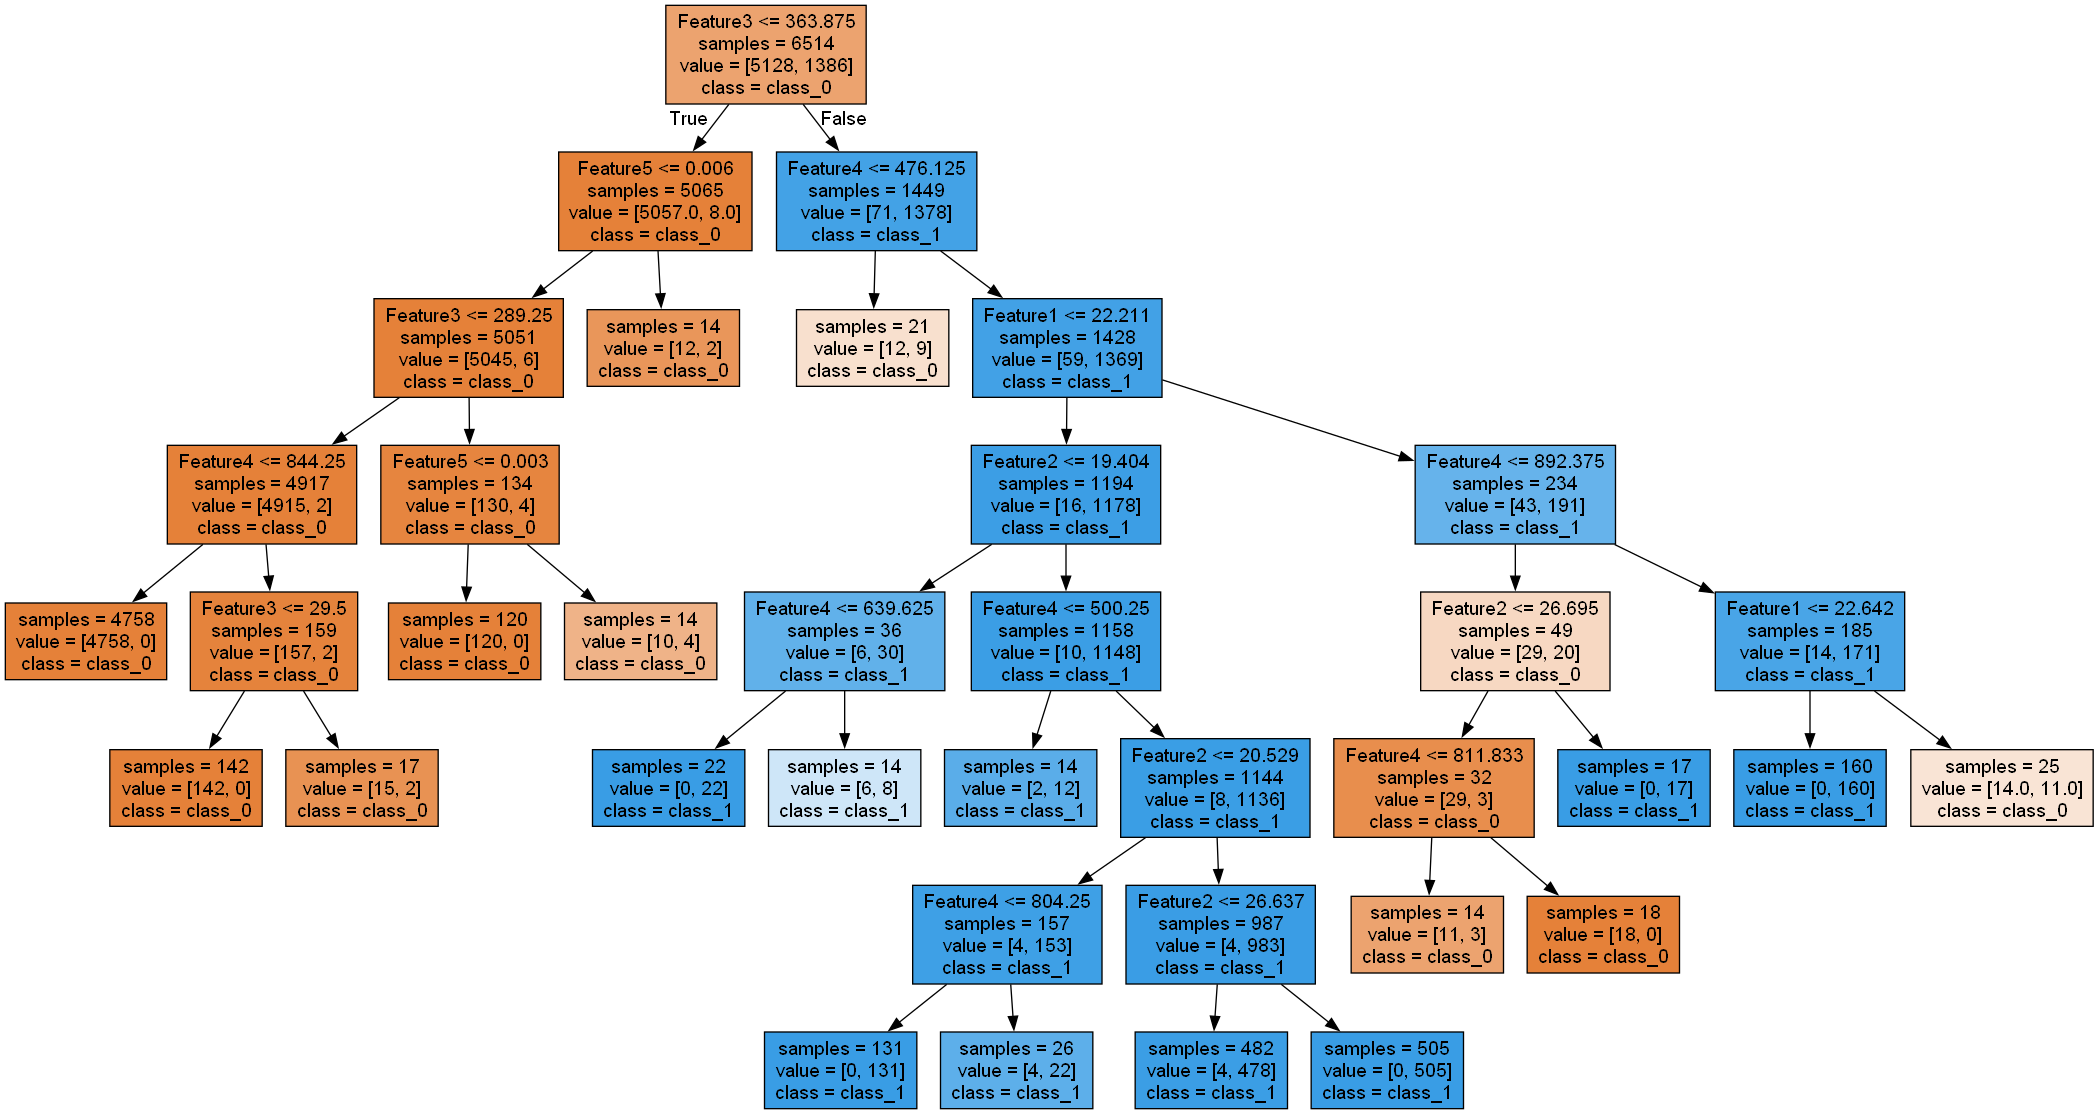 Feature3 <= 363.875
samples = 6514
value = [5128, 1386]
class = class_0
True
False
Feature5 <= 0.006
samples = 5065
value = [5057.0, 8.0]
class = class_0
Feature4 <= 476.125
samples = 1449
value = [71, 1378]
class = class_1
Feature3 <= 289.25
samples = 5051
value = [5045, 6]
class = class_0
samples = 14
value = [12, 2]
class = class_0
samples = 21
value = [12, 9]
class = class_0
Feature1 <= 22.211
samples = 1428
value = [59, 1369]
class = class_1
Feature4 <= 844.25
samples = 4917
value = [4915, 2]
class = class_0
Feature5 <= 0.003
samples = 134
value = [130, 4]
class = class_0
Feature2 <= 19.404
samples = 1194
value = [16, 1178]
class = class_1
Feature4 <= 892.375
samples = 234
value = [43, 191]
class = class_1
samples = 4758
value = [4758, 0]
class = class_0
Feature3 <= 29.5
samples = 159
value = [157, 2]
class = class_0
samples = 120
value = [120, 0]
class = class_0
samples = 14
value = [10, 4]
class = class_0
Feature4 <= 639.625
samples = 36
value = [6, 30]
class = class_1
Feature4 <= 500.25
samples = 1158
value = [10, 1148]
class = class_1
Feature2 <= 26.695
samples = 49
value = [29, 20]
class = class_0
Feature1 <= 22.642
samples = 185
value = [14, 171]
class = class_1
samples = 142
value = [142, 0]
class = class_0
samples = 17
value = [15, 2]
class = class_0
samples = 22
value = [0, 22]
class = class_1
samples = 14
value = [6, 8]
class = class_1
samples = 14
value = [2, 12]
class = class_1
Feature2 <= 20.529
samples = 1144
value = [8, 1136]
class = class_1
Feature4 <= 811.833
samples = 32
value = [29, 3]
class = class_0
samples = 17
value = [0, 17]
class = class_1
samples = 160
value = [0, 160]
class = class_1
samples = 25
value = [14.0, 11.0]
class = class_0
Feature4 <= 804.25
samples = 157
value = [4, 153]
class = class_1
Feature2 <= 26.637
samples = 987
value = [4, 983]
class = class_1
samples = 14
value = [11, 3]
class = class_0
samples = 18
value = [18, 0]
class = class_0
samples = 131
value = [0, 131]
class = class_1
samples = 26
value = [4, 22]
class = class_1
samples = 482
value = [4, 478]
class = class_1
samples = 505
value = [0, 505]
class = class_1